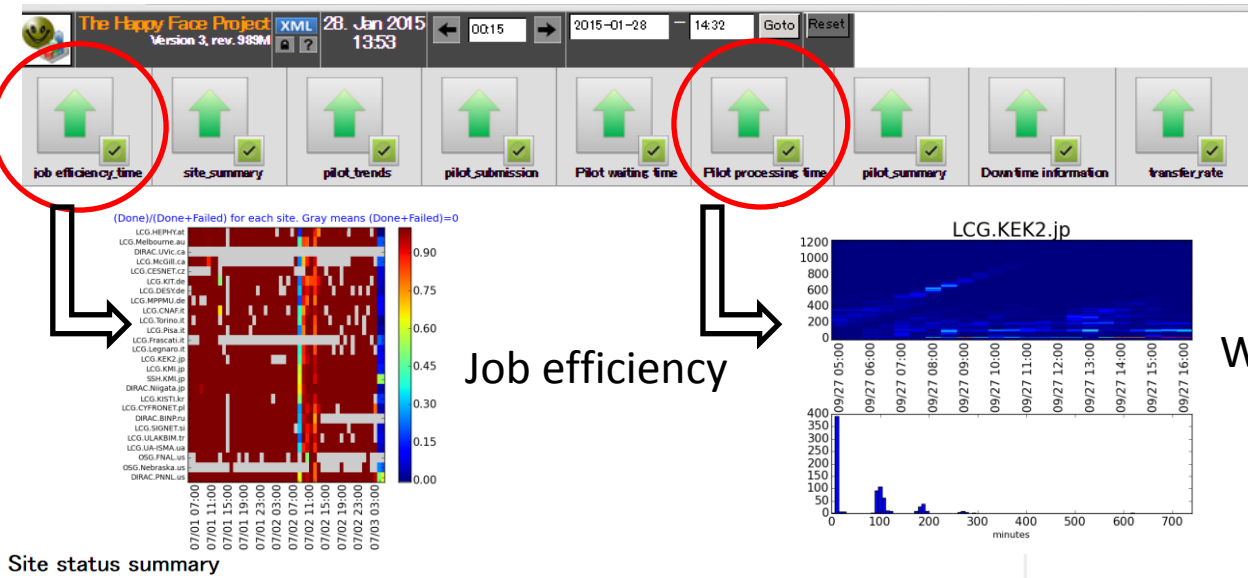 The Happy Face Project
Version 3, rev. 989M
XML
?
28. Jan 2015
13:53
00:15
2015-01-28
—
14:32
Goto
Reset
job efficiency_time
site_summary
pilot_trends
pilot_submission
Pilot waiting time
Pilot processing time
pilot_summary
Downtime information
transfer_rate
(Done)/(Done+Failed) for each site. Gray means (Done+Failed)=0
LCG.HEPHY.at
LCG.Melbourne.au
DIRAC.UVic.ca
LCG.McGill.ca
LCG.CESNET.cz
LCG.KIT.de
LCG.DESY.de
LCG.MPPMU.de
LCG.CNAF.it
LCG.Torino.it
LCG.Pisa.it
LCG.Frascati.it
LCG.Legnaro.it
LCG.KEK2.jp
LCG.KMI.jp
SSH.KMI.jp
DIRAC.Niigata.jp
LCG.KISTI.kr
LCG.CYFRONET.pl
DIRAC.BINP.ru
LCG.SIGNET.si
LCG.ULAKBIM.tr
LCG.UA-ISMA.ua
OSG.FNAL.us
OSG.Nebraska.us
DIRAC.PNNL.us
07/01 07:00
07/01 11:00
07/01 15:00
07/01 19:00
07/01 23:00
07/02 03:00
07/02 07:00
07/02 11:00
07/02 15:00
07/02 19:00
07/02 23:00
07/03 03:00
0.90
0.75
0.60
0.45
0.30
0.15
0.00
Job efficiency
LCG.KEK2.jp
1200
1000
800
600
400
200
0
09/27 05:00
09/27 06:00
09/27 07:00
09/27 08:00
09/27 09:00
09/27 10:00
09/27 11:00
09/27 12:00
09/27 13:00
09/27 14:00
09/27 15:00
09/27 16:00
400
350
300
250
200
150
100
50
0
0 100 200 300 400 500 600 700
minutes
W
Site status summary